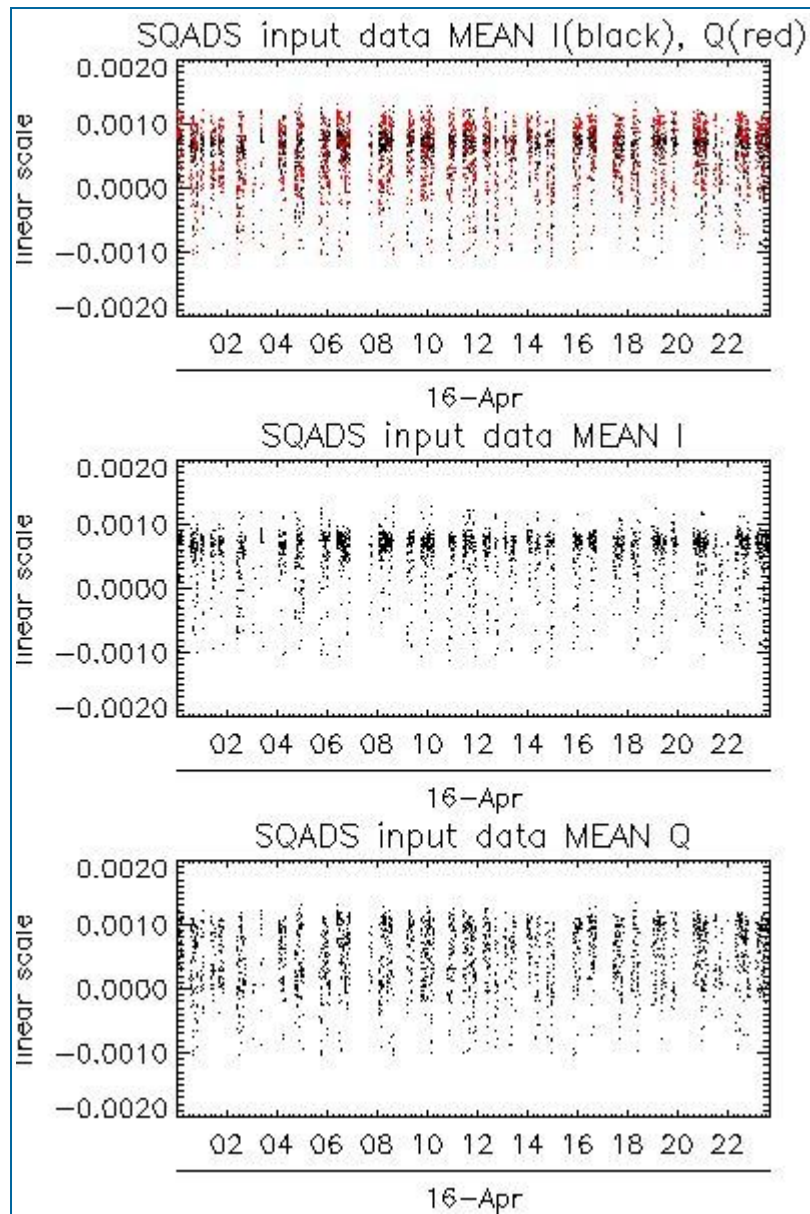 SQADS input data MEAN I(black), Q(red)
linear scale
0.0020
0.0010
0.0000
−0.0010
−0.0020
02 04 06 08 10 12 14 16 18 20 22
16−Apr
SQADS input data MEAN I
linear scale
0.0020
0.0010
0.0000
−0.0010
−0.0020
02 04 06 08 10 12 14 16 18 20 22
16−Apr
SQADS input data MEAN Q
linear scale
0.0020
0.0010
0.0000
−0.0010
−0.0020
02 04 06 08 10 12 14 16 18 20 22
16−Apr